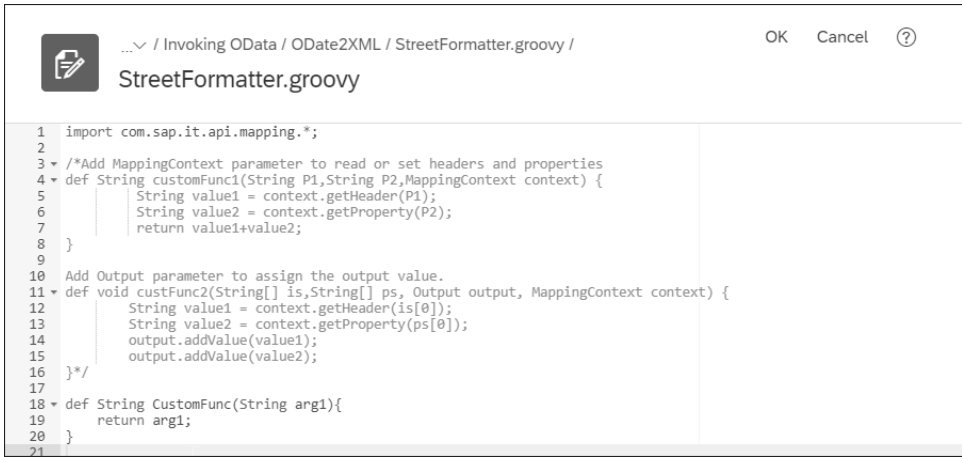 ...∨ / Invoking OData / ODate2XML / StreetFormatter.groovy /
OK Cancel ?
StreetFormatter.groovy
1 import com.sap.it.api.mapping.*;
2
3 /*Add MappingContext parameter to read or set headers and properties
4 def String customFunc1(String P1,String P2,MappingContext context) {
5 String value1 = context.getHeader(P1);
6 String value2 = context.getProperty(P2);
7 return value1+value2;
8 }
9
10 Add Output parameter to assign the output value.
11 def void custFunc2(String[] is,String[] ps, Output output, MappingContext context) {
12 String value1 = context.getHeader(is[0]);
13 String value2 = context.getProperty(ps[0]);
14 output.addValue(value1);
15 output.addValue(value2);
16 }*/
17
18 def String CustomFunc(String arg1){
19 return arg1;
20 }
21